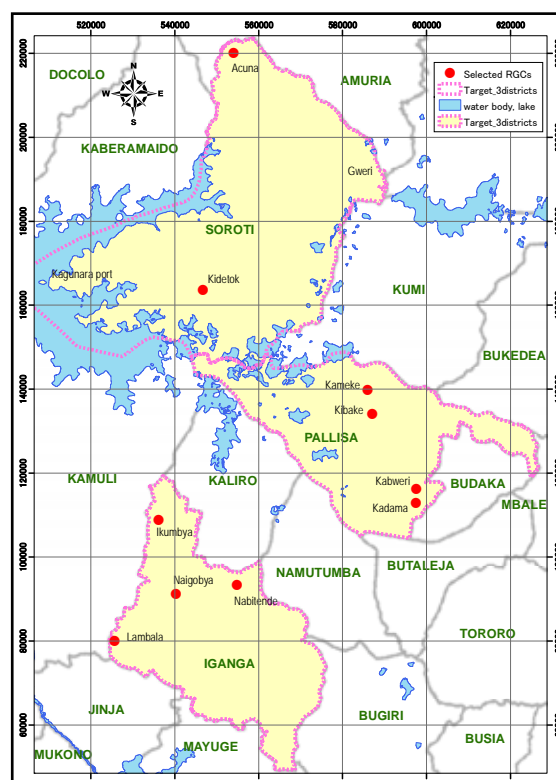 520000 540000 560000 580000 600000 620000
220000
200000
180000
160000
140000
120000
100000
80000
60000
N
W E
S
Selected RGCs
Target_3districts
water body, lake
Target_3districts
DOCOLO
Acuna
AMURIA
KABERAMAIDO
Gweri
SOROTI
Kagunara port
Kidetok
KUMI
BUKEDEA
Kameke
Kibake
PALLISA
KAMULI
KALIRO
Kabweri
BUDAKA
Kadama
MBALE
Ikumbya
NAMUTUMBA
BUTALEJA
Naigobya
Nabitende
Lambala
TORORO
IGANGA
JINJA
BUGIRI
MUKONO
MAYUGE
BUSIA